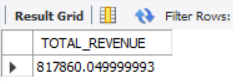 Result Grid Filter Rows:
TOTAL_REVENUE
817860.049999993